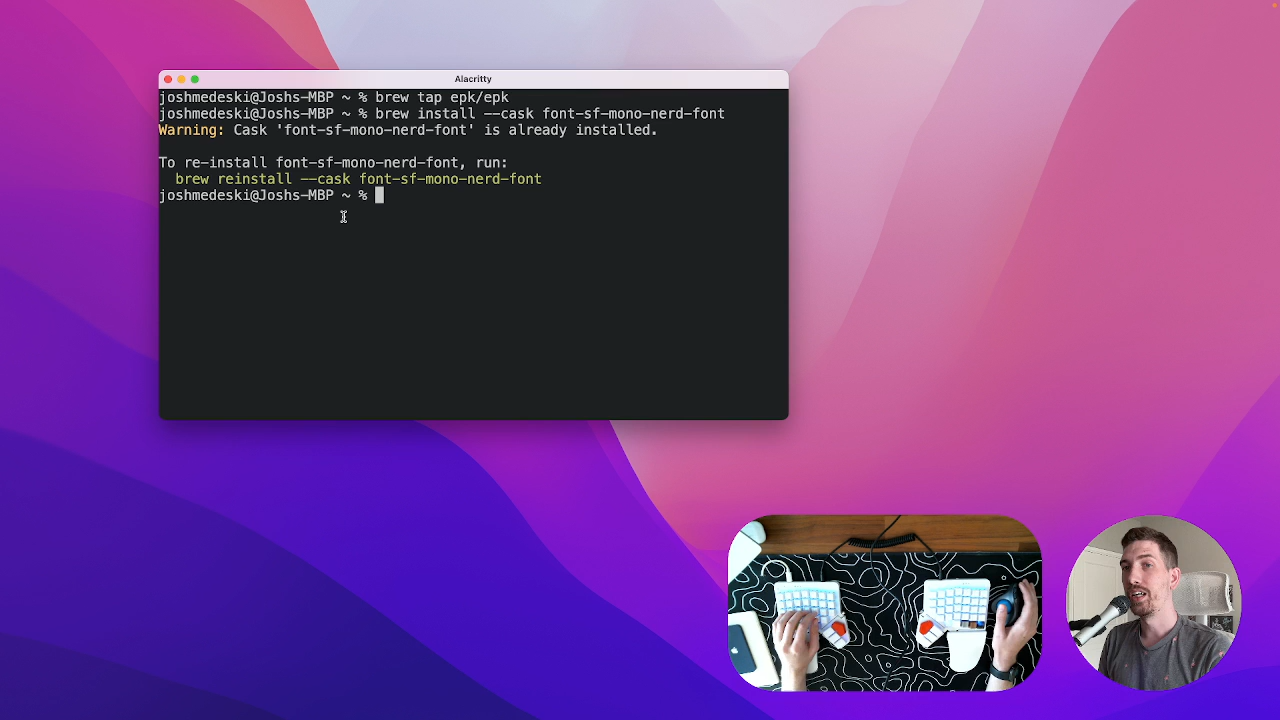 Alacritty
joshmedeski@Joshs-MBP ~ % brew tap epk/epk
joshmedeski@Joshs-MBP ~ % brew install --cask font-sf-mono-nerd-font
Warning: Cask 'font-sf-mono-nerd-font' is already installed.
To re-install font-sf-mono-nerd-font, run:
brew reinstall --cask font-sf-mono-nerd-font
joshmedeski@Joshs-MBP ~ %